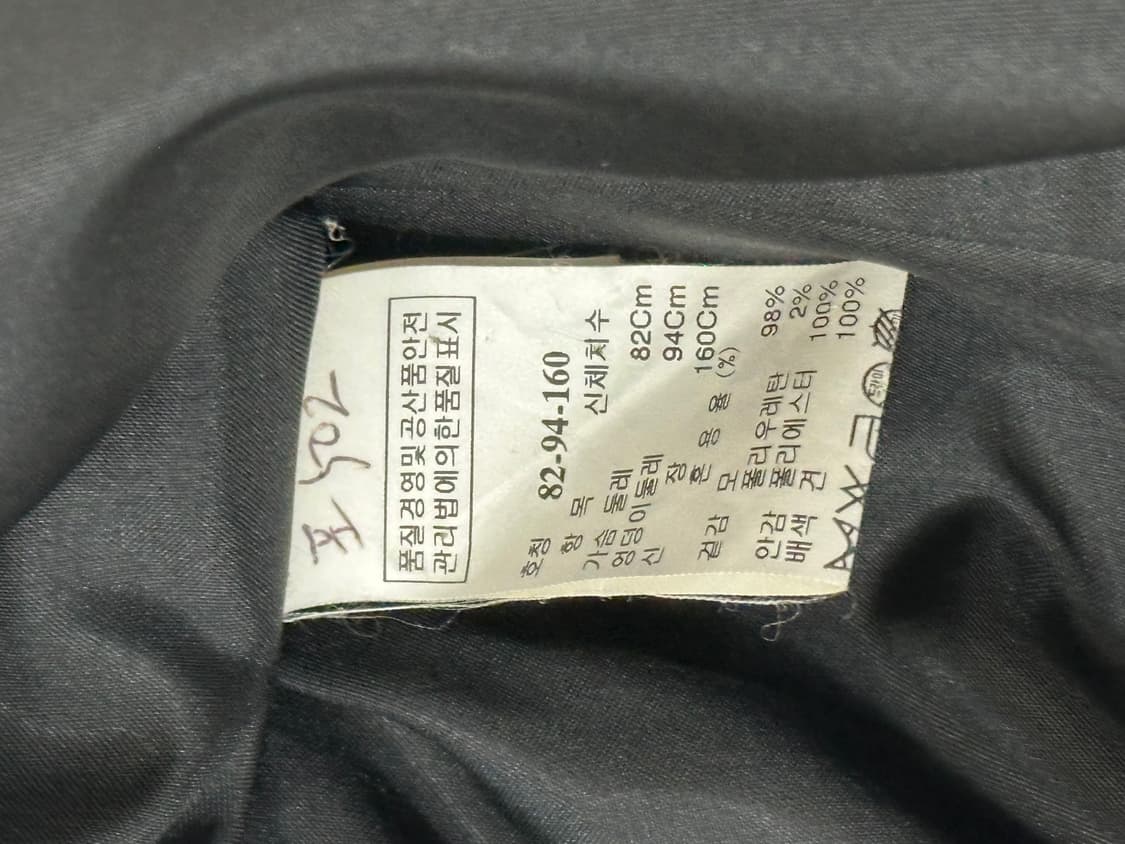 포 502
품질경영및공산품안전
관리법에의한품질표시
호칭 82-94-160
항 목 신체치수
가슴둘레 82Cm
엉덩이둘레 94Cm
신 장 160Cm
혼 용 율 (%)
겉감 모 98%
폴리우레탄 2%
안감 폴리에스터 100%
배색 견 100%